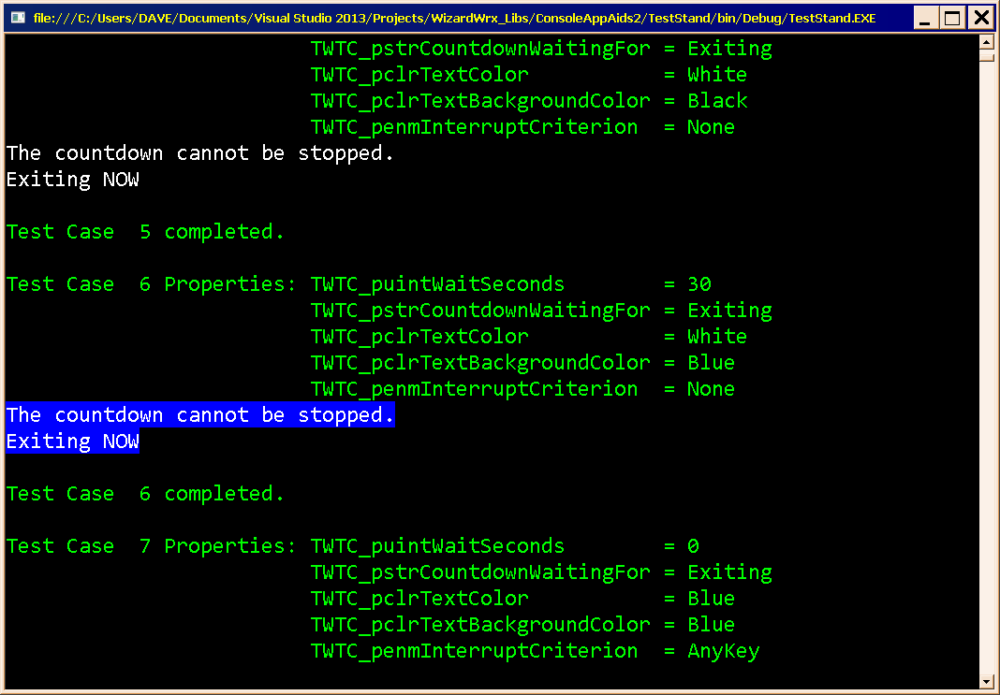 file:///C:/Users/DAVE/Documents/Visual Studio 2013/Projects/WizardWrx_Libs/ConsoleAppAids2/TestStand/bin/Debug/TestStand.EXE
TWTC_pstrCountdownWaitingFor = Exiting
TWTC_pclrTextColor = White
TWTC_pclrTextBackgroundColor = Black
TWTC_penmInterruptCriterion = None
The countdown cannot be stopped.
Exiting NOW
Test Case 5 completed.
Test Case 6 Properties: TWTC_puintWaitSeconds = 30
TWTC_pstrCountdownWaitingFor = Exiting
TWTC_pclrTextColor = White
TWTC_pclrTextBackgroundColor = Blue
TWTC_penmInterruptCriterion = None
The countdown cannot be stopped.
Exiting NOW
Test Case 6 completed.
Test Case 7 Properties: TWTC_puintWaitSeconds = 0
TWTC_pstrCountdownWaitingFor = Exiting
TWTC_pclrTextColor = Blue
TWTC_pclrTextBackgroundColor = Blue
TWTC_penmInterruptCriterion = AnyKey